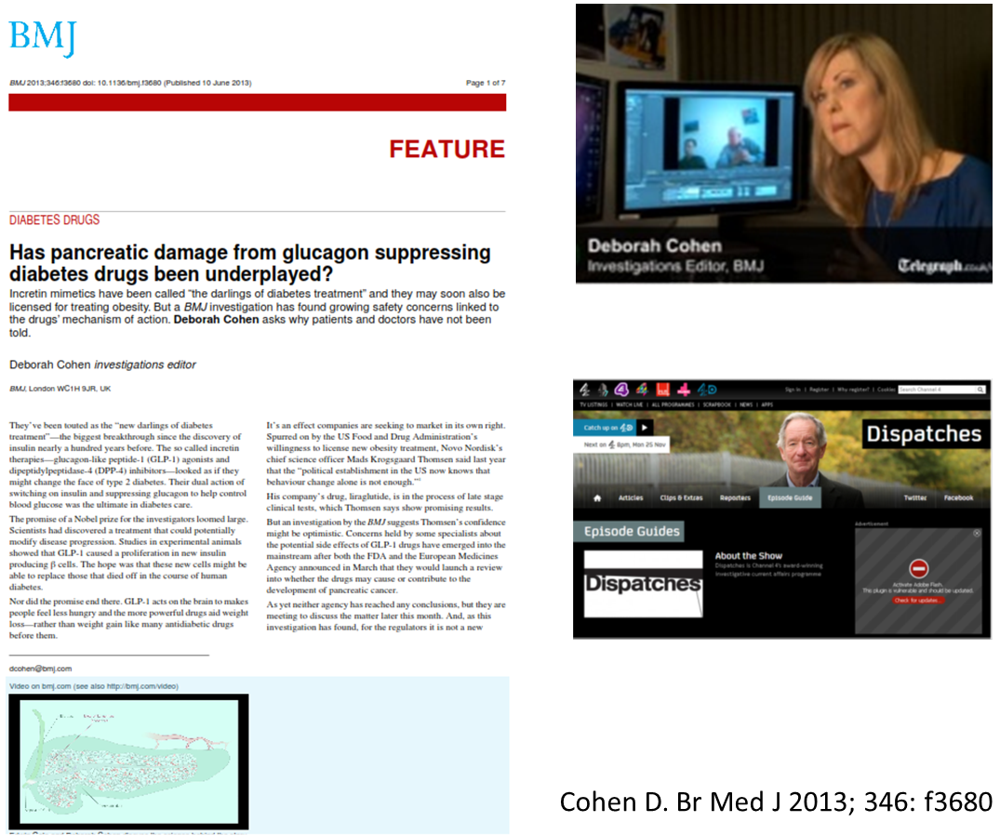 BMJ
BMJ 2013;346:f3680 doi: 10.1136/bmj.f3680 (Published 10 June 2013)
Page 1 of 7
FEATURE
DIABETES DRUGS
Has pancreatic damage from glucagon suppressing
diabetes drugs been underplayed?
Incretin mimetics have been called “the darlings of diabetes treatment” and they may soon also be
licensed for treating obesity. But a BMJ investigation has found growing safety concerns linked to
the drugs’ mechanism of action. Deborah Cohen asks why patients and doctors have not been
told.
Deborah Cohen investigations editor
BMJ, London WC1H 9JR, UK
They’ve been touted as the “new darlings of diabetes
treatment”—the biggest breakthrough since the discovery of
insulin nearly a hundred years before. The so called incretin
therapies—glucagon-like peptide-1 (GLP-1) agonists and
dipeptidylpeptidase-4 (DPP-4) inhibitors—looked as if they
might change the face of type 2 diabetes. Their dual action of
switching on insulin and suppressing glucagon to help control
blood glucose was the ultimate in diabetes care.
The promise of a Nobel prize for the investigators loomed large.
Scientists had discovered a treatment that could potentially
modify disease progression. Studies in experimental animals
showed that GLP-1 caused a proliferation in new insulin
producing β cells. The hope was that these new cells might be
able to replace those that died off in the course of human
diabetes.
Nor did the promise end there. GLP-1 acts on the brain to makes
people feel less hungry and the more powerful drugs aid weight
loss—rather than weight gain like many antidiabetic drugs
before them.
It’s an effect companies are seeking to market in its own right.
Spurred on by the US Food and Drug Administration’s
willingness to license new obesity treatment, Novo Nordisk’s
chief science officer Mads Krogsgaard Thomsen said last year
that the “political establishment in the US now knows that
behaviour change alone is not enough.”¹
His company’s drug, liraglutide, is in the process of late stage
clinical tests, which Thomsen says show promising results.
But an investigation by the BMJ suggests Thomsen’s confidence
might be optimistic. Concerns held by some specialists about
the potential side effects of GLP-1 drugs have emerged into the
mainstream after both the FDA and the European Medicines
Agency announced in March that they would launch a review
into whether the drugs may cause or contribute to the
development of pancreatic cancer.
As yet neither agency has reached any conclusions, but they are
meeting to discuss the matter later this month. And, as this
investigation has found, for the regulators it is not a new
dcohen@bmj.com
Video on bmj.com (see also http://bmj.com/video)
Deborah Cohen
Investigations Editor, BMJ
Telegraph.co.uk
Sign in | Register | Why register? | Cookies
Search Channel 4
TV LISTINGS | WATCH LIVE | ALL PROGRAMMES | SCRAPBOOK | NEWS | APPS
Catch up on 4oD
Next on 4 8pm, Mon 25 Nov
Dispatches
Articles
Clips & Extras
Reporters
Episode Guide
Twitter
Facebook
Episode Guides
Advertisement
Dispatches
About the Show
Dispatches is Channel 4's award-winning
investigative current affairs programme
Activate Adobe Flash.
This plugin is vulnerable and should be updated.
Check for updates...
Cohen D. Br Med J 2013; 346: f3680